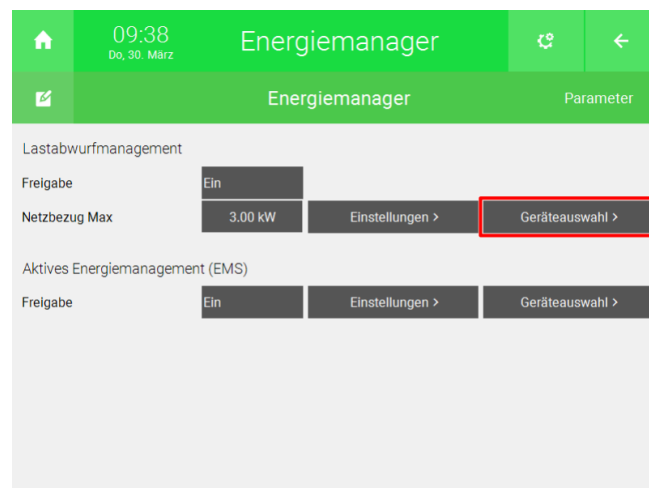 09:38
Do, 30. März
Energiemanager
Energiemanager
Parameter
Lastabwurfmanagement
Freigabe
Ein
Netzbezug Max
3.00 kW
Einstellungen >
Geräteauswahl >
Aktives Energiemanagement (EMS)
Freigabe
Ein
Einstellungen >
Geräteauswahl >